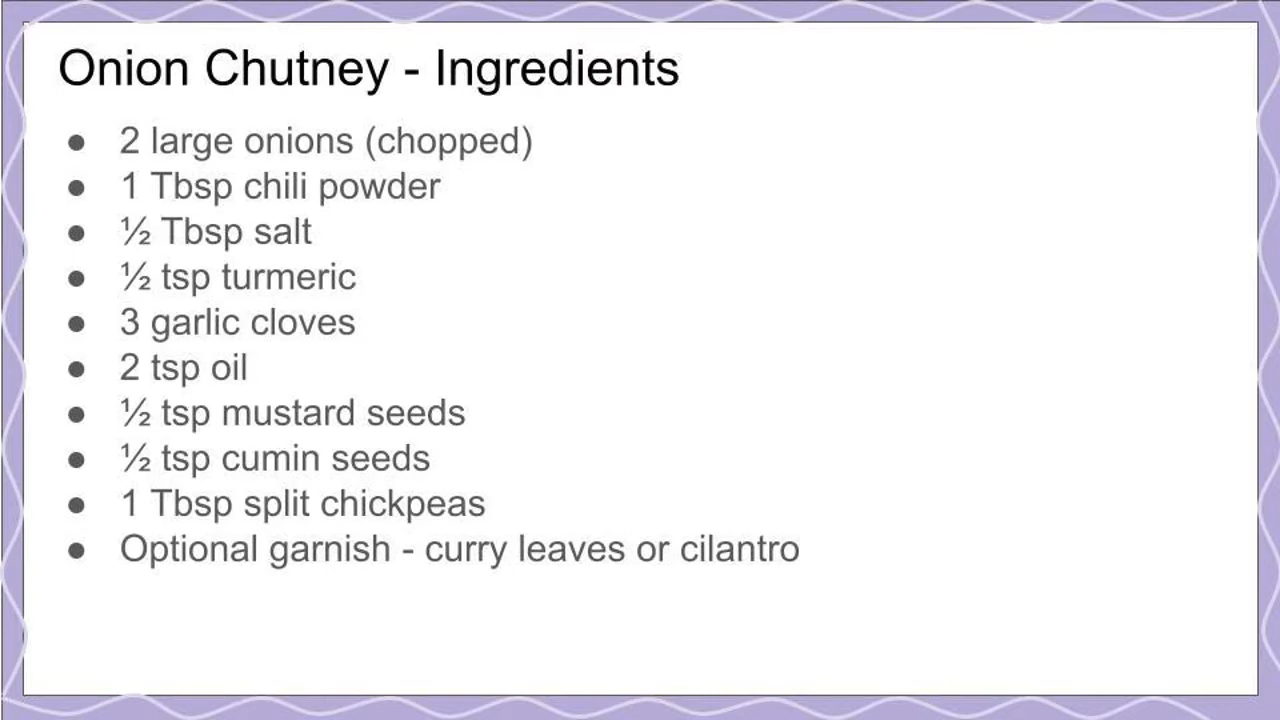 Onion Chutney - Ingredients
● 2 large onions (chopped)
● 1 Tbsp chili powder
● ½ Tbsp salt
● ½ tsp turmeric
● 3 garlic cloves
● 2 tsp oil
● ½ tsp mustard seeds
● ½ tsp cumin seeds
● 1 Tbsp split chickpeas
● Optional garnish - curry leaves or cilantro